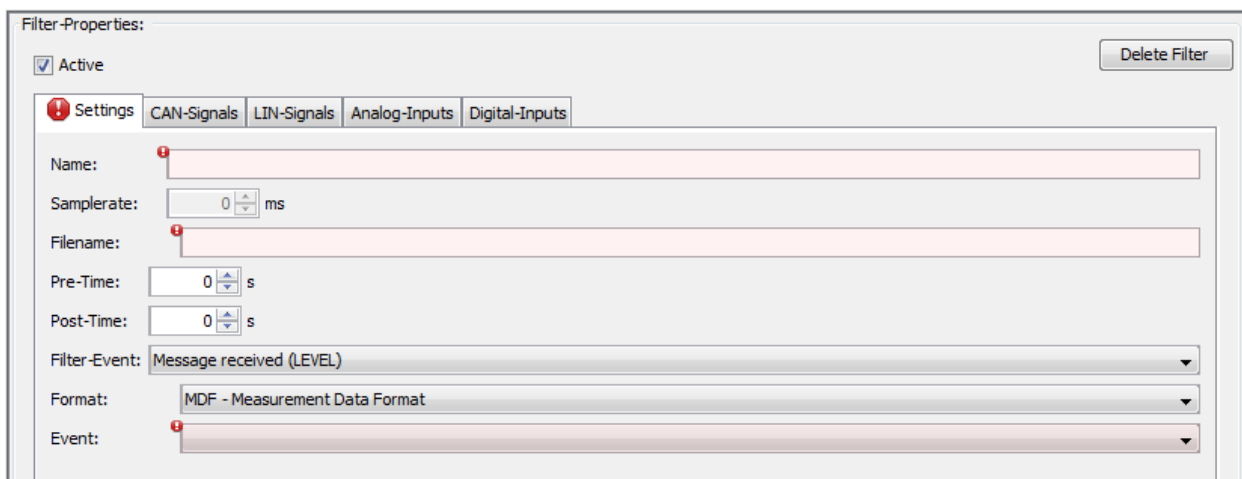 Filter-Properties:
Delete Filter
Active
Settings CAN-Signals LIN-Signals Analog-Inputs Digital-Inputs
Name:
Samplerate: 0 ms
Filename:
Pre-Time: 0 s
Post-Time: 0 s
Filter-Event: Message received (LEVEL)
Format: MDF - Measurement Data Format
Event: